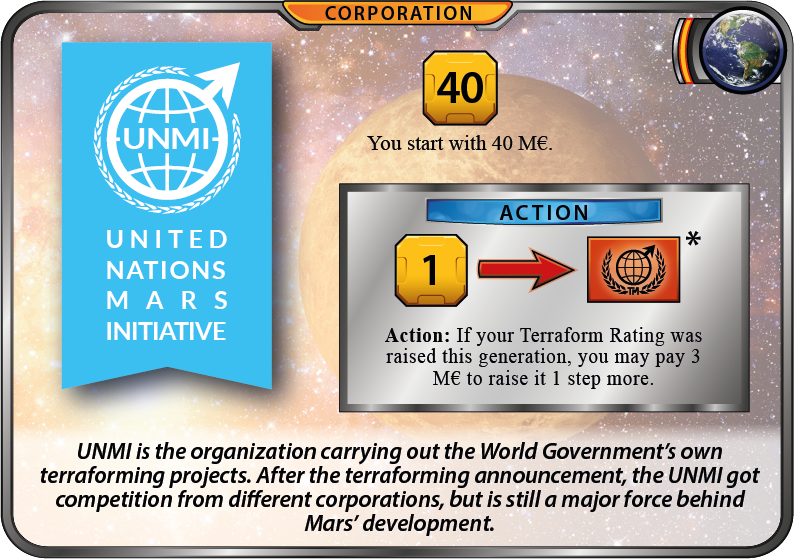 CORPORATION
UNMI
UNITED
NATIONS
MARS
INITIATIVE
40
You start with 40 M€.
ACTION
1
*
TM
Action: If your Terraform Rating was
raised this generation, you may pay 3
M€ to raise it 1 step more.
UNMI is the organization carrying out the World Government's own
terraforming projects. After the terraforming announcement, the UNMI got
competition from different corporations, but is still a major force behind
Mars' development.